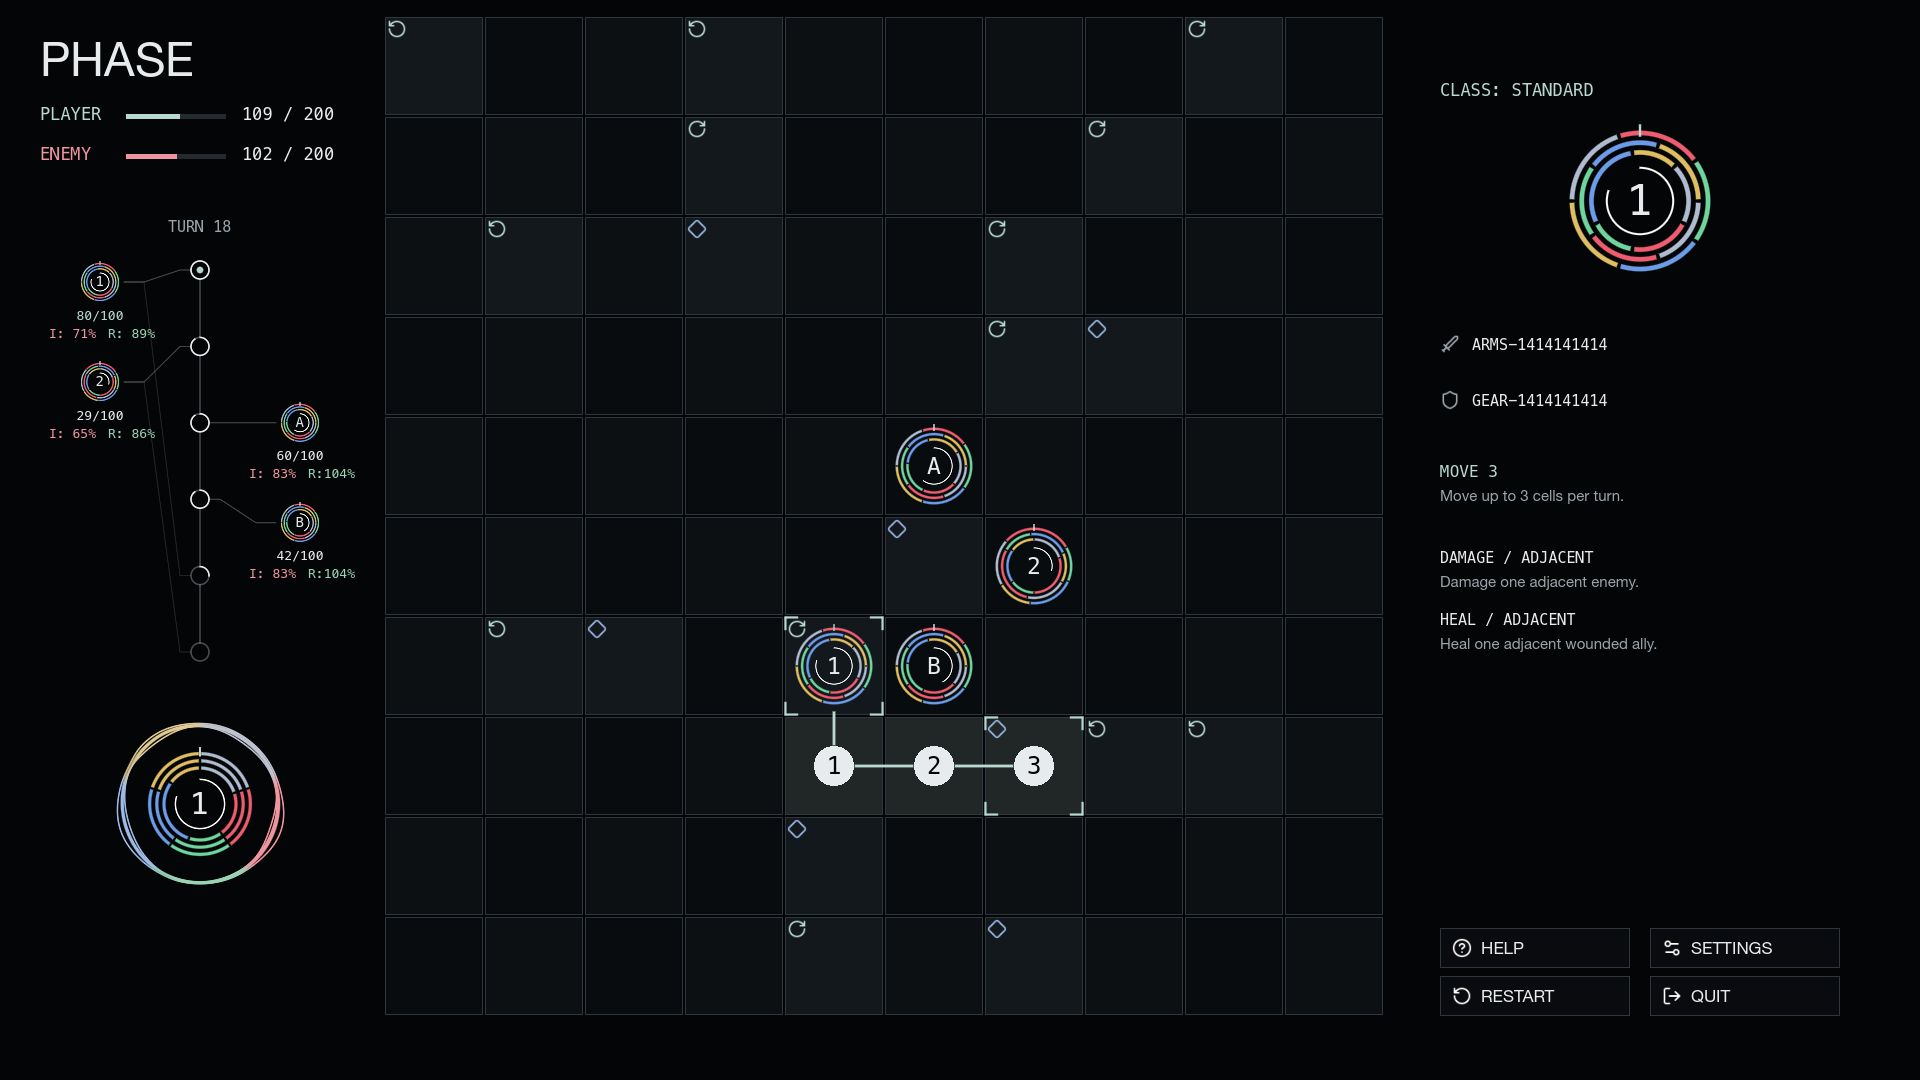 PHASE
PLAYER 109 / 200
ENEMY 102 / 200
TURN 18
1
80/100
I: 71% R: 89%
2
29/100
I: 65% R: 86%
A
60/100
I: 83% R:104%
B
42/100
I: 83% R:104%
1
A
2
1 B
1 2 3
CLASS: STANDARD
1
ARMS-1414141414
GEAR-1414141414
MOVE 3
Move up to 3 cells per turn.
DAMAGE / ADJACENT
Damage one adjacent enemy.
HEAL / ADJACENT
Heal one adjacent wounded ally.
HELP
SETTINGS
RESTART
QUIT